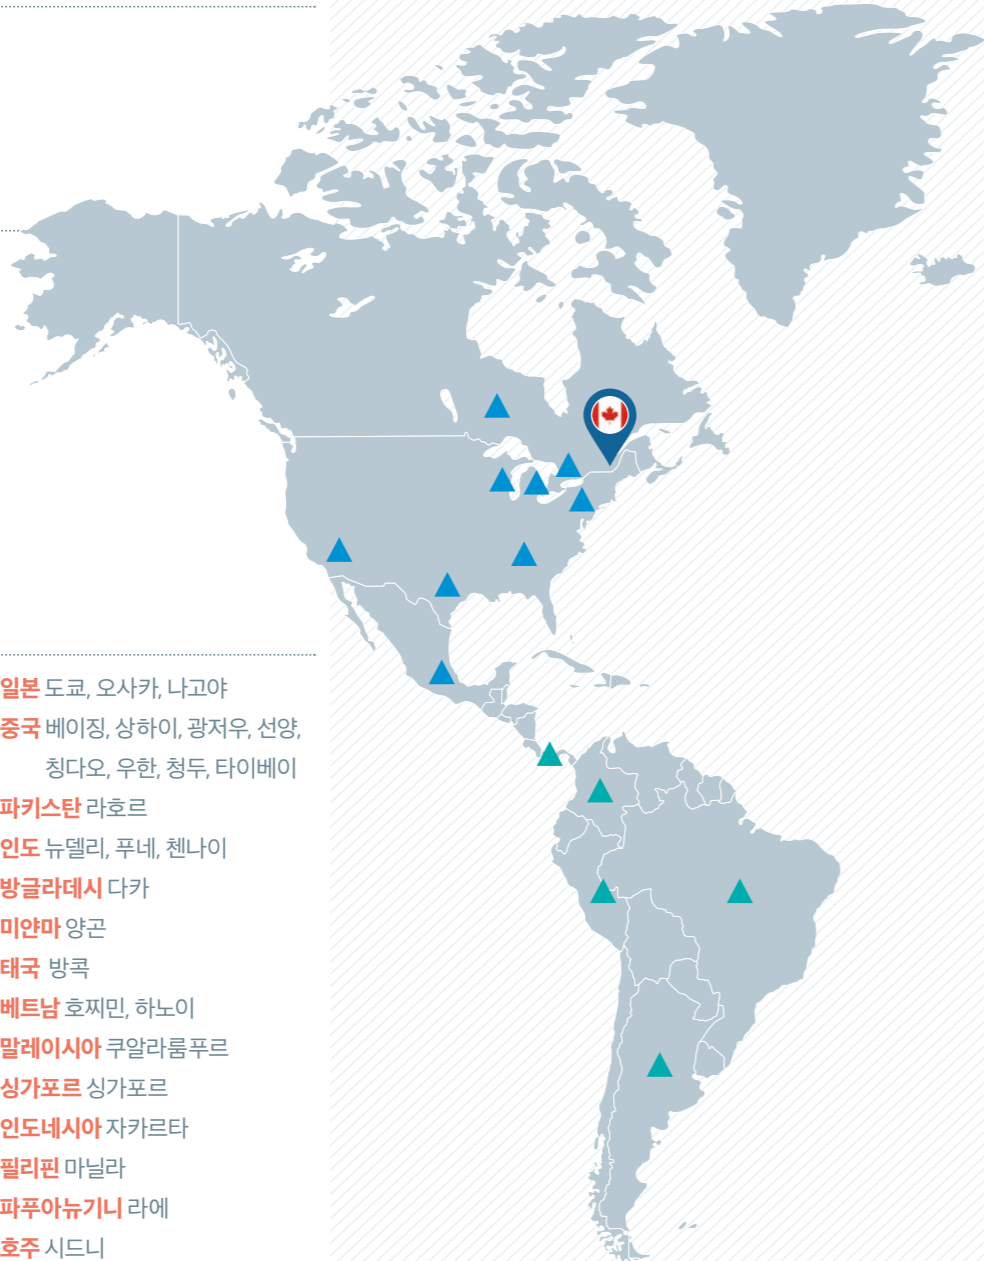 일본 도쿄, 오사카, 나고야
중국 베이징, 상하이, 광저우, 선양,
칭다오, 우한, 청두, 타이베이
파키스탄 라호르
인도 뉴델리, 푸네, 첸나이
방글라데시 다카
미얀마 양곤
태국 방콕
베트남 호찌민, 하노이
말레이시아 쿠알라룸푸르
싱가포르 싱가포르
인도네시아 자카르타
필리핀 마닐라
파푸아뉴기니 라에
호주 시드니